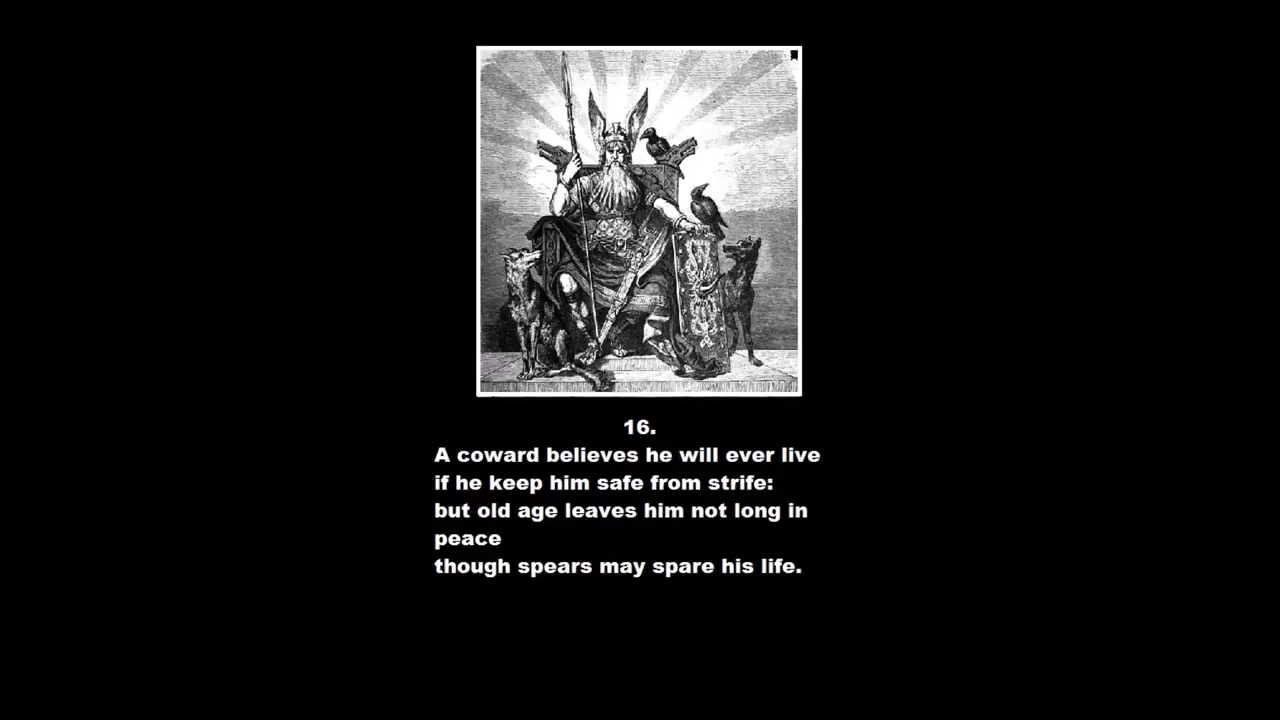 16.
A coward believes he will ever live
if he keep him safe from strife:
but old age leaves him not long in
peace
though spears may spare his life.